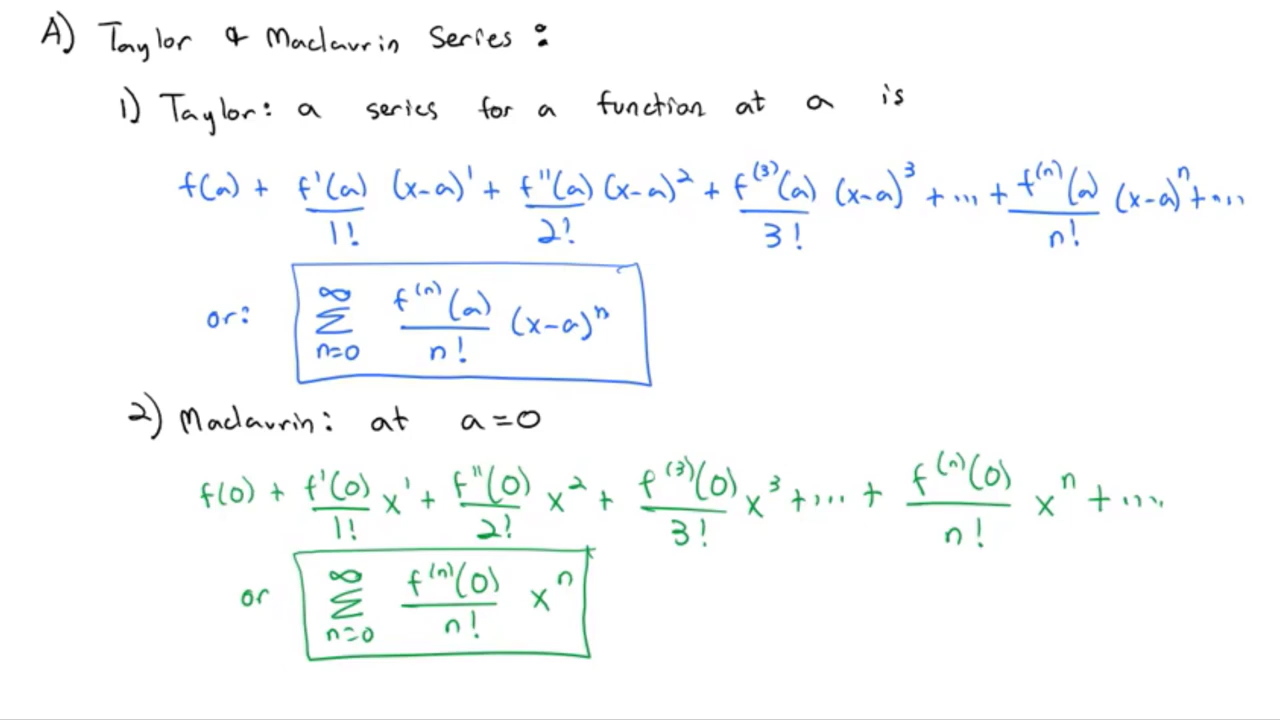 A) Taylor & Maclaurin Series:
1) Taylor: a series for a function at a is
f(a) + f'(a)/1! (x-a)^1 + f''(a)/2! (x-a)^2 + f^(3)(a)/3! (x-a)^3 + ... + f^(n)(a)/n! (x-a)^n + ...
or: ∞ Σ n=0 f^(n)(a)/n! (x-a)^n
2) Maclaurin: at a=0
f(0) + f'(0)/1! x^1 + f''(0)/2! x^2 + f^(3)(0)/3! x^3 + ... + f^(n)(0)/n! x^n + ....
or ∞ Σ n=0 f^(n)(0)/n! x^n